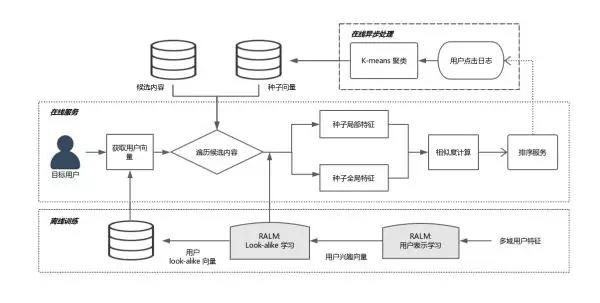 在线异步处理
K-means 聚类
用户点击日志
候选内容
种子向量
在线服务
目标用户
获取用户向
量
遍历候选内容
种子局部特征
种子全局特征
相似度计算
排序服务
离线训练
用户
look-alike 向量
RALM:
Look-alike 学习
用户兴趣向量
RALM:
用户表示学习
多域用户特征